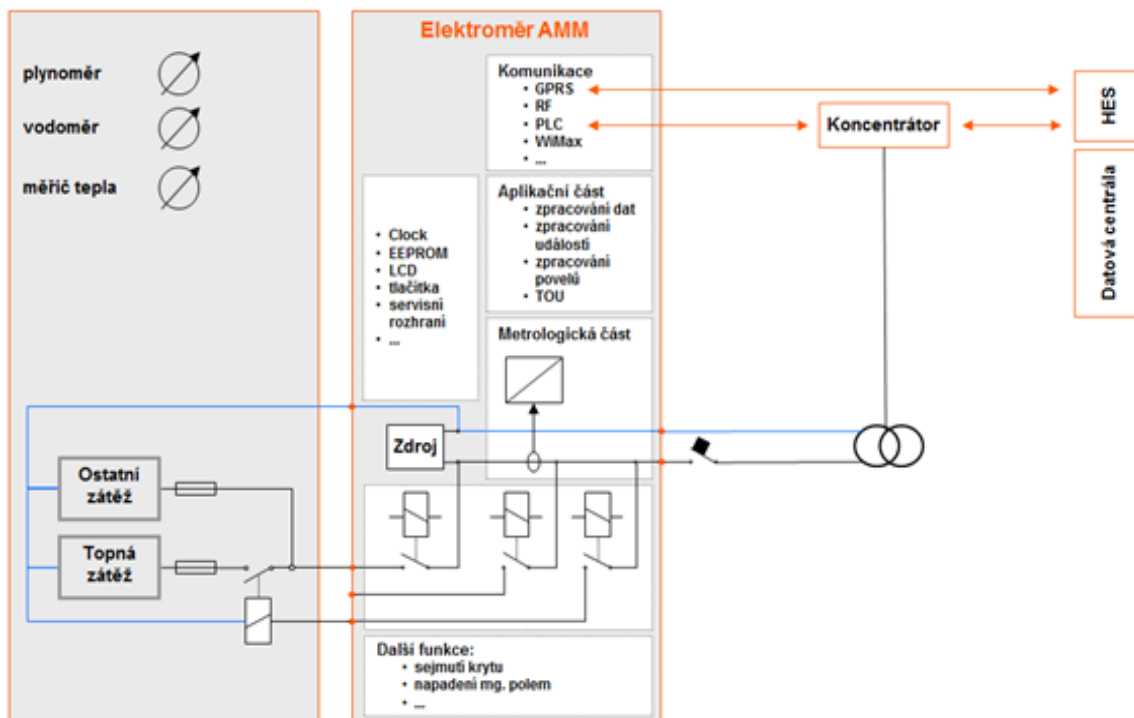 Elektroměr AMM
plynoměr
vodoměr
měřič tepla
Komunikace
• GPRS
• RF
• PLC
• WiMax
• ...
Koncentrátor
HES
Datová centrála
• Clock
• EEPROM
• LCD
• tlačítka
• servisní
rozhraní
• ...
Aplikační část
• zpracování dat
• zpracování
událostí
• zpracování
povelů
• TOU
Metrologická část
Zdroj
Ostatní
zátěž
Topná
zátěž
Další funkce:
• sejmutí krytu
• napadení mg. polem
• ...